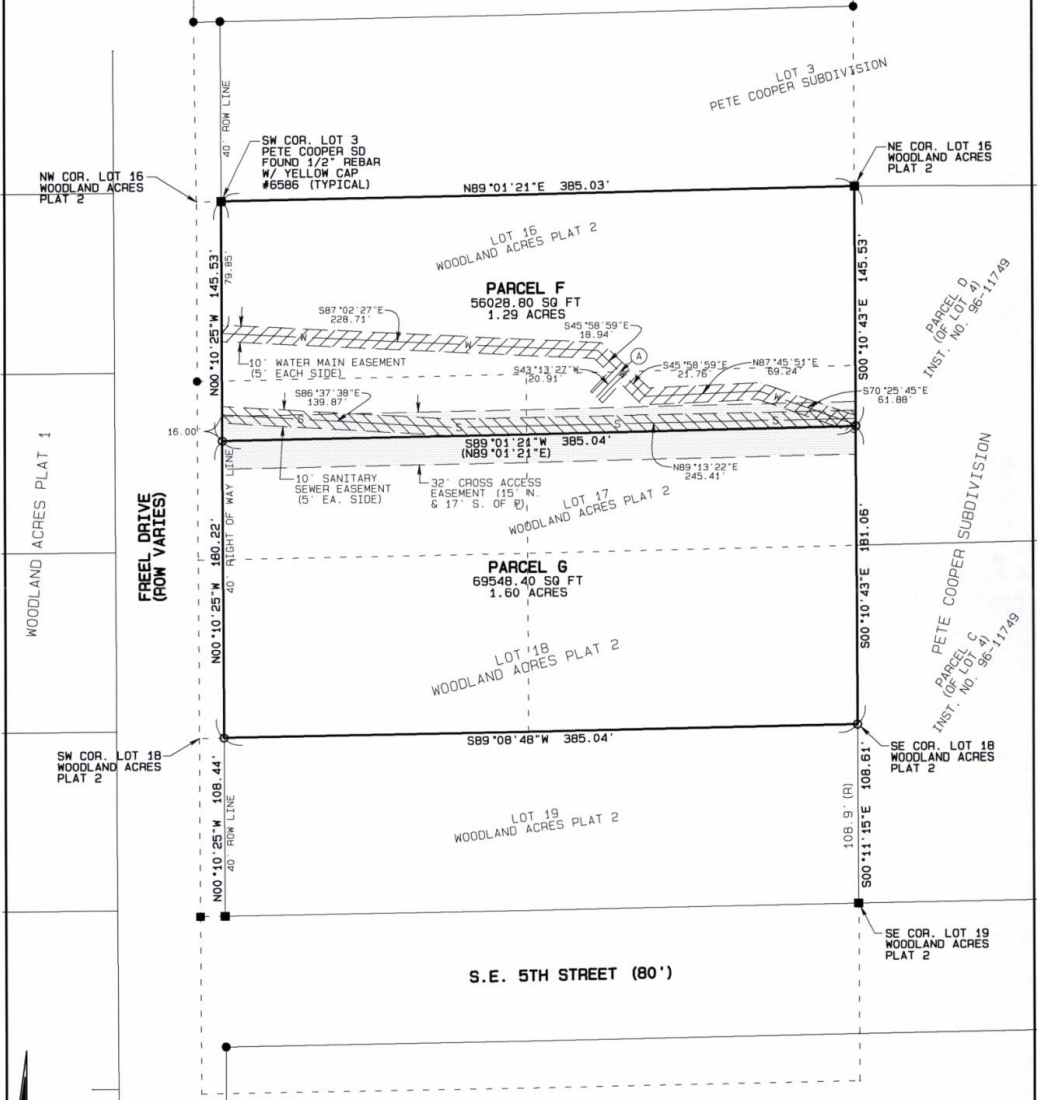 LOT 3
PETE COOPER SUBDIVISION
40' ROW LINE
SW COR. LOT 3
PETE COOPER SD
FOUND 1/2" REBAR
W/ YELLOW CAP
#6586 (TYPICAL)
NW COR. LOT 16
WOODLAND ACRES
PLAT 2
NE COR. LOT 16
WOODLAND ACRES
PLAT 2
N89°01'21"E 385.03'
LOT 16
WOODLAND ACRES PLAT 2
N00°10'25"W 145.53'
79.85'
S00°10'43"E 145.53'
PARCEL F
56028.80 SQ FT
1.29 ACRES
PARCEL D
(OF LOT 4)
INST. NO. 96-11749
S87°02'27"E
228.71'
S45°58'59"E
18.94'
W
W
A
10' WATER MAIN EASEMENT
(5' EACH SIDE)
S43°13'27"W
20.91'
S45°58'59"E
21.76'
N87°45'51"E
69.24'
W
S70°25'45"E
61.88'
S86°37'38"E
139.87'
16.00'
S
S
S
S
S89°01'21"W 385.04'
(N89°01'21"E)
N89°13'22"E
245.41'
10' SANITARY
SEWER EASEMENT
(5' EA. SIDE)
32' CROSS ACCESS
EASEMENT (15' N.
& 17' S. OF ℄)
LOT 17
WOODLAND ACRES PLAT 2
WOODLAND ACRES PLAT 1
FREEL DRIVE
(ROW VARIES)
N00°10'25"W 180.22'
40' RIGHT OF WAY LINE
PARCEL G
69548.40 SQ FT
1.60 ACRES
S00°10'43"E 181.06'
PETE COOPER SUBDIVISION
PARCEL C
(OF LOT 4)
INST. NO. 96-11749
LOT 18
WOODLAND ACRES PLAT 2
S89°08'48"W 385.04'
SW COR. LOT 18
WOODLAND ACRES
PLAT 2
SE COR. LOT 18
WOODLAND ACRES
PLAT 2
N00°10'25"W 108.44'
40' ROW LINE
LOT 19
WOODLAND ACRES PLAT 2
108.9' (R)
S00°11'15"E 108.61'
SE COR. LOT 19
WOODLAND ACRES
PLAT 2
S.E. 5TH STREET (80')